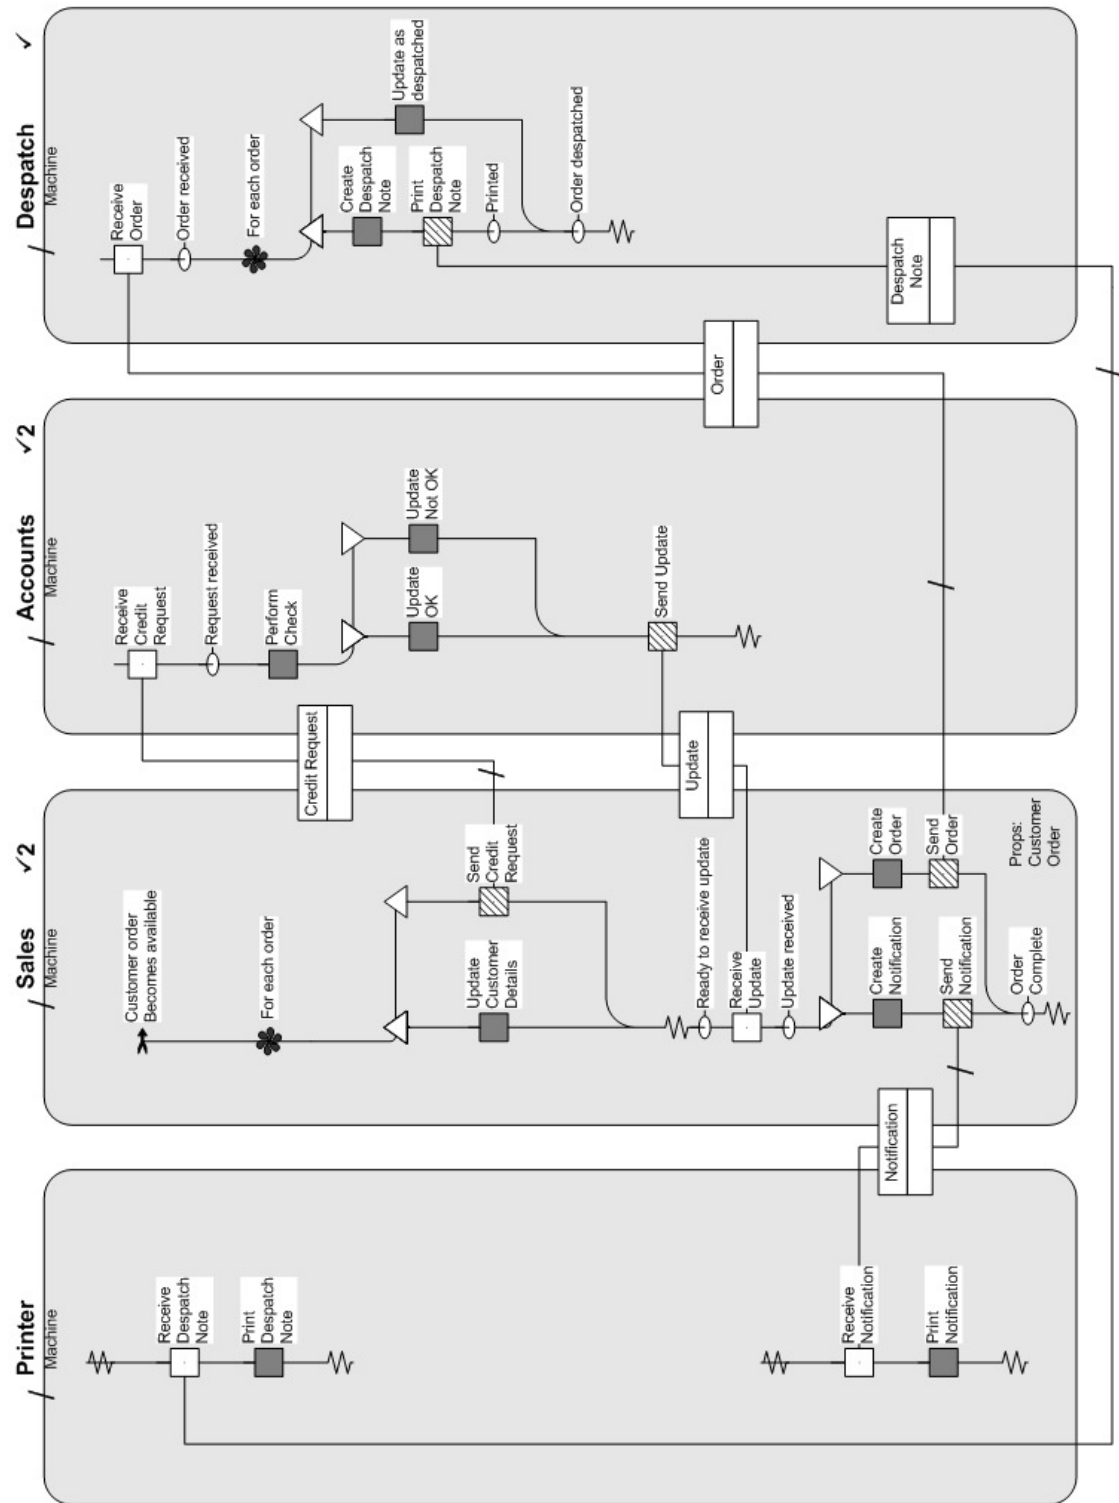 Printer
Machine
Receive
Despatch
Note
Print
Despatch
Note
Receive
Notification
Print
Notification
Notification
Sales
✓2
Machine
Customer order
Becomes available
For each order
Update
Customer
Details
Send
Credit
Request
Ready to receive update
Receive
Update
Update received
Create
Notification
Send
Notification
Create
Order
Send
Order
Order
Complete
Props:
Customer
Order
Credit Request
Update
Accounts
✓2
Machine
Receive
Credit
Request
Request received
Perform
Check
Update
OK
Update
Not OK
Send Update
Order
Despatch
✓
Machine
Receive
Order
Order received
For each order
Create
Despatch
Note
Print
Despatch
Note
Update as
despatched
Printed
Order despatched
Despatch
Note